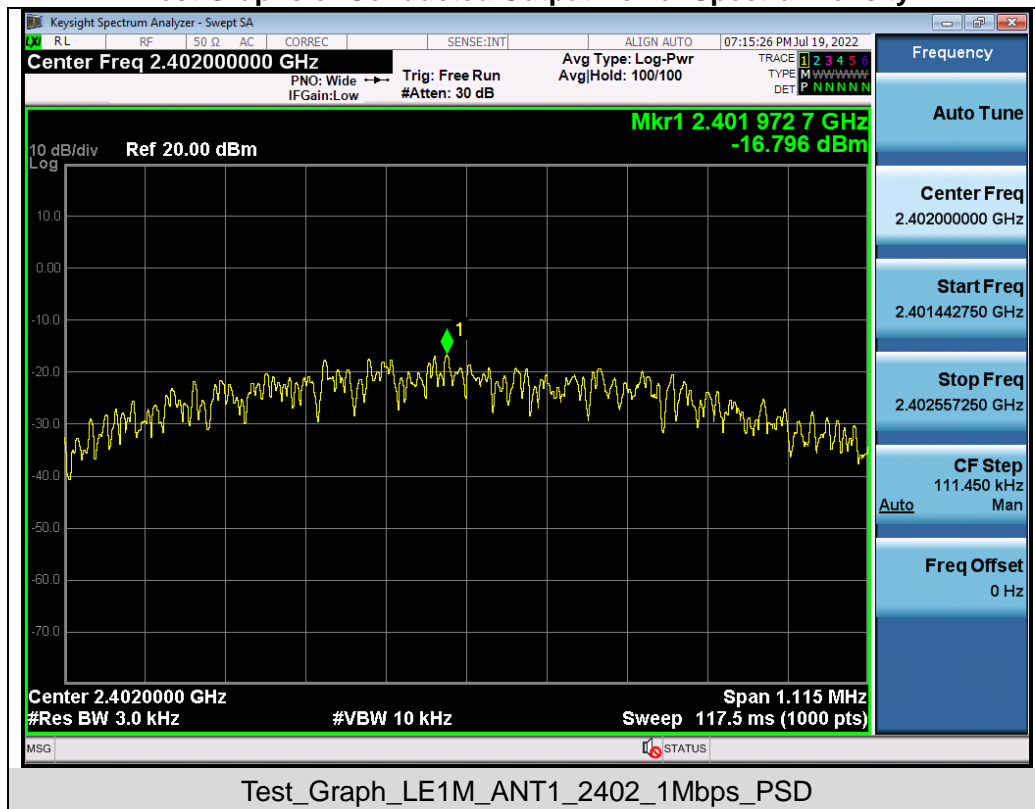 Keysight Spectrum Analyzer - Swept SA
LXI RL RF 50 Ω AC CORREC SENSE:INT ALIGN AUTO 07:15:26 PM Jul 19, 2022
Center Freq 2.402000000 GHz
PNO: Wide
IFGain:Low
Trig: Free Run
#Atten: 30 dB
Avg Type: Log-Pwr
Avg|Hold: 100/100
TRACE 1 2 3 4 5 6
TYPE M WWWWW
DET P N N N N N
Mkr1 2.401 972 7 GHz
-16.796 dBm
10 dB/div Ref 20.00 dBm
Log
10.0
0.00
-10.0
-20.0
-30.0
-40.0
-50.0
-60.0
-70.0
1
Center 2.4020000 GHz Span 1.115 MHz
#Res BW 3.0 kHz #VBW 10 kHz Sweep 117.5 ms (1000 pts)
MSG STATUS
Frequency
Auto Tune
Center Freq
2.402000000 GHz
Start Freq
2.401442750 GHz
Stop Freq
2.402557250 GHz
CF Step
111.450 kHz
Auto Man
Freq Offset
0 Hz
Test_Graph_LE1M_ANT1_2402_1Mbps_PSD